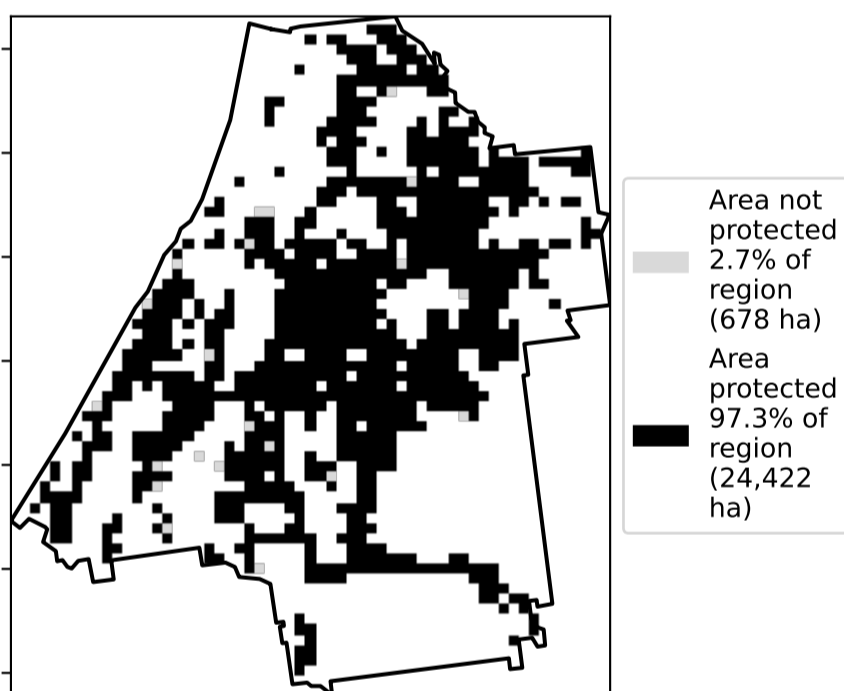 Area not
protected
2.7% of
region
(678 ha)
Area
protected
97.3% of
region
(24,422
ha)